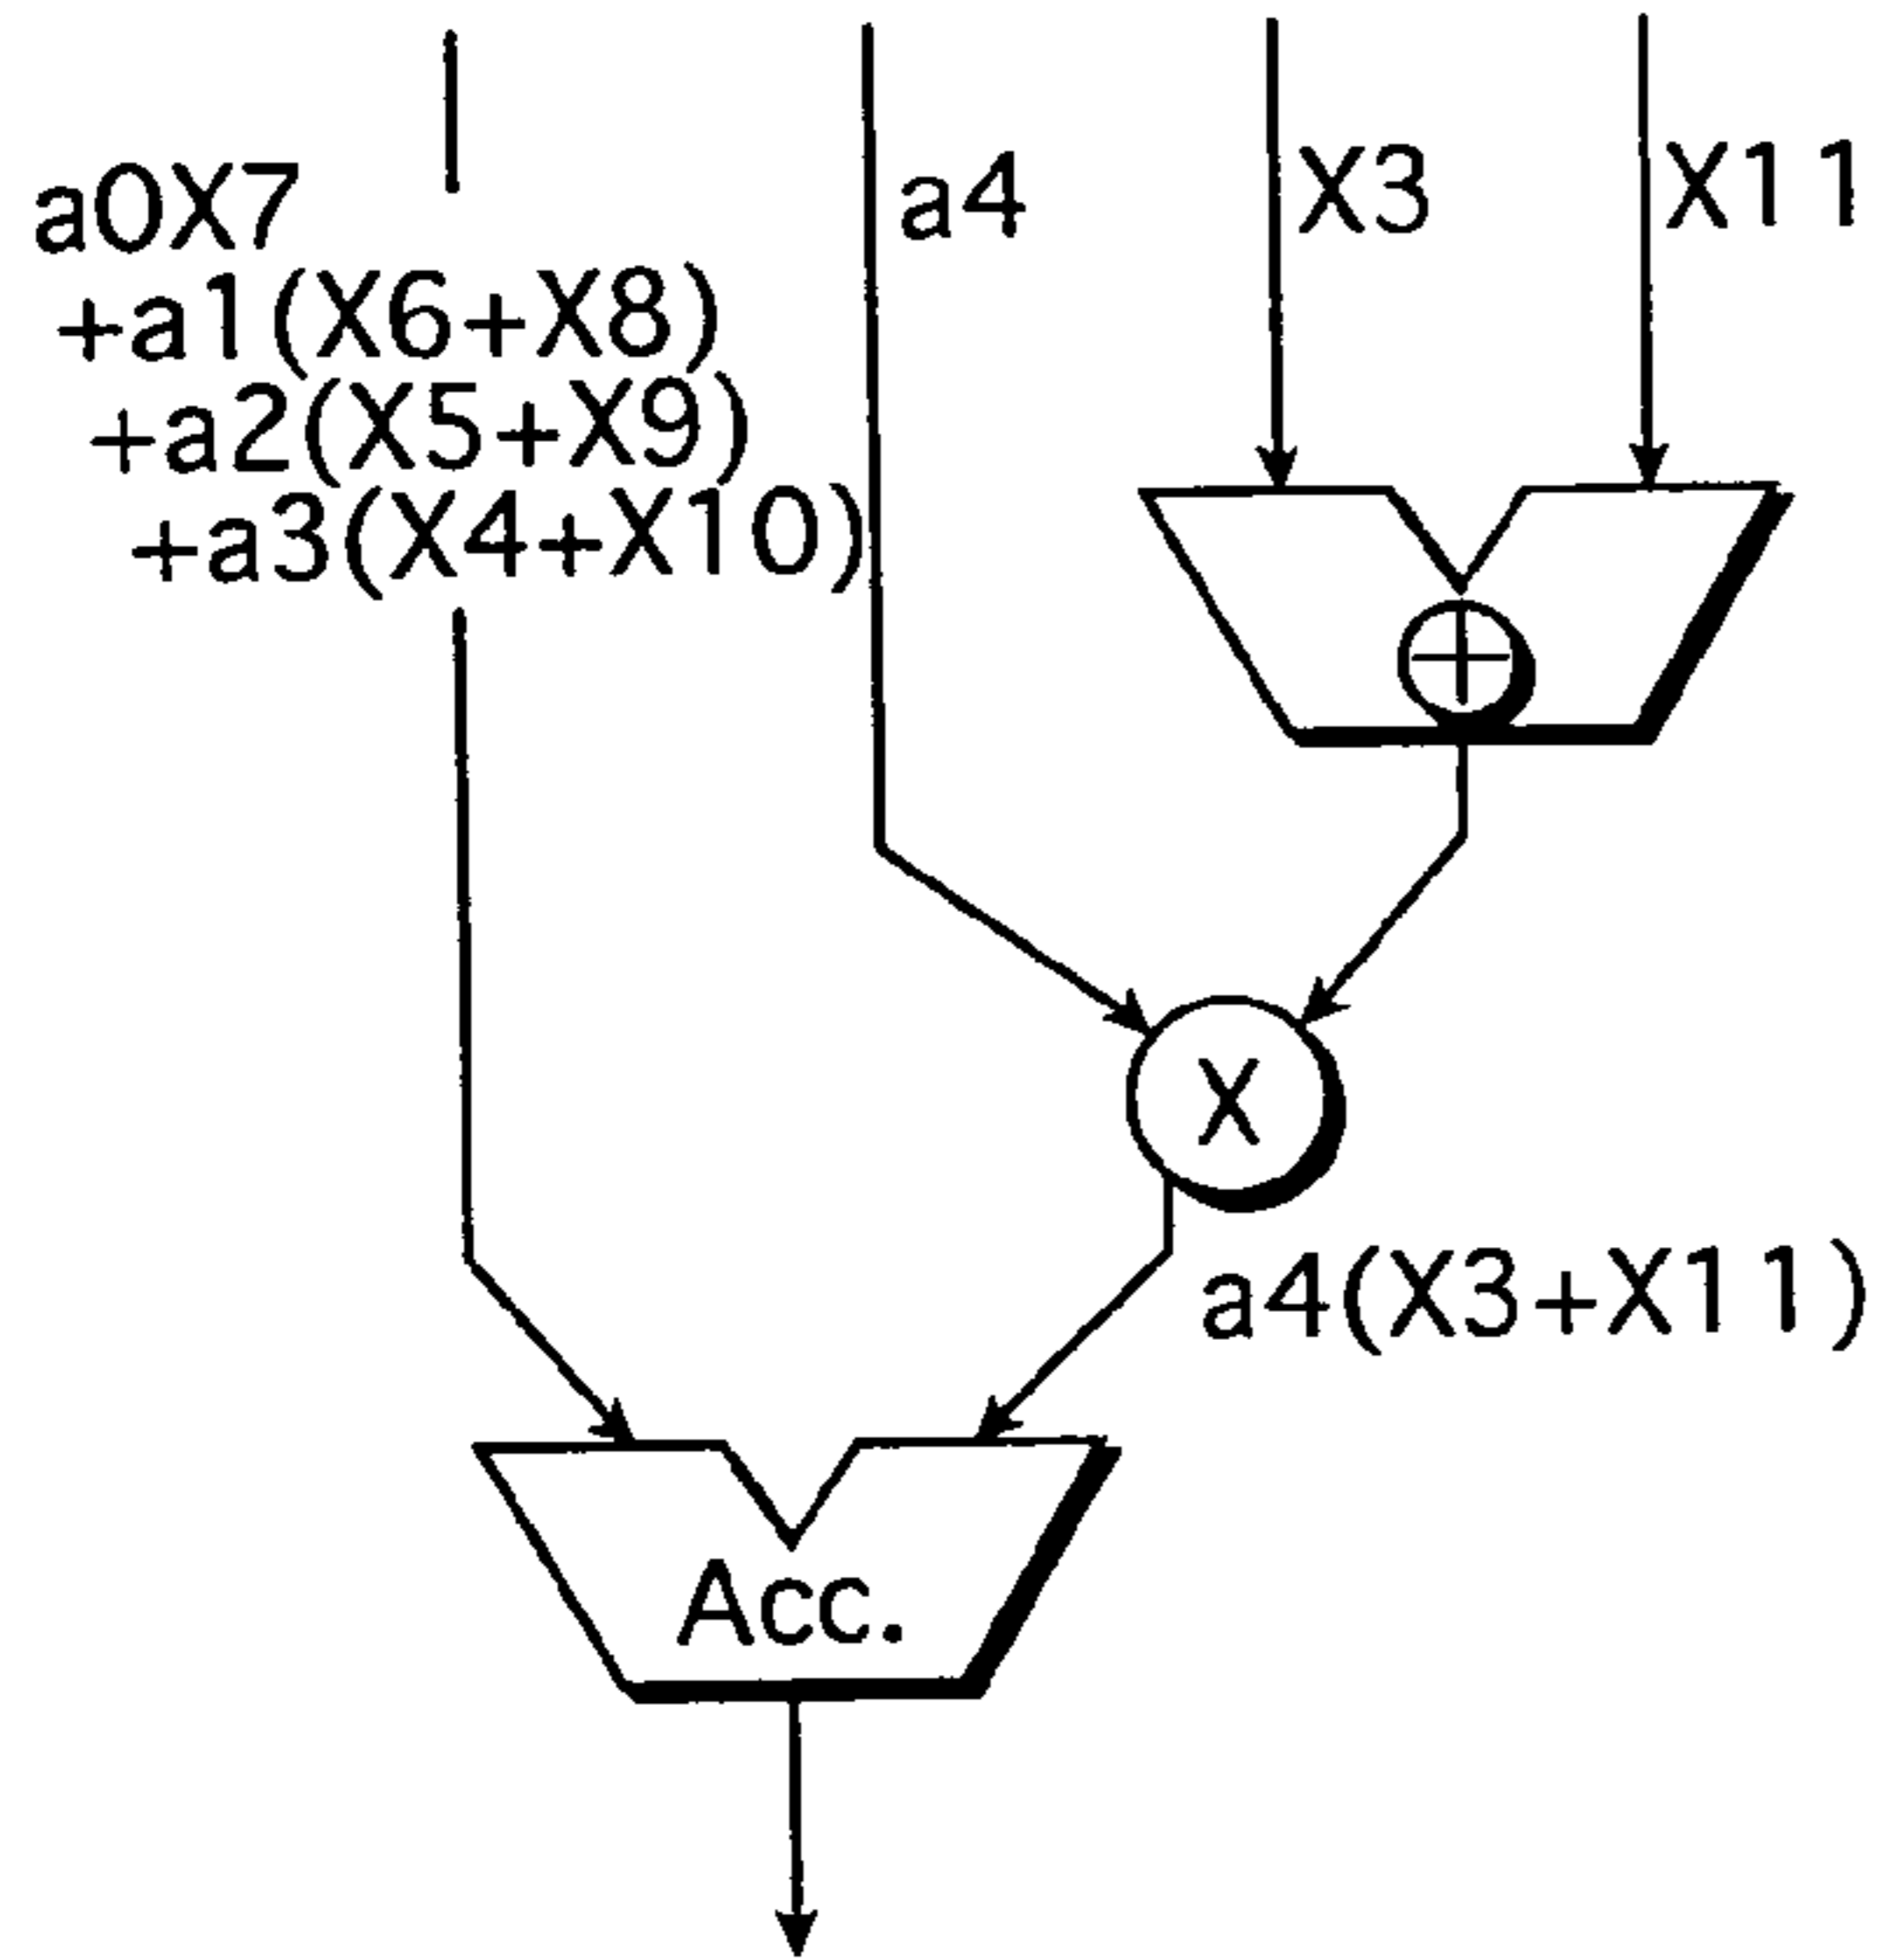 a0X7
+a1(X6+X8)
+a2(X5+X9)
+a3(X4+X10)
a4
X3
X11
+
X
a4(X3+X11)
Acc.